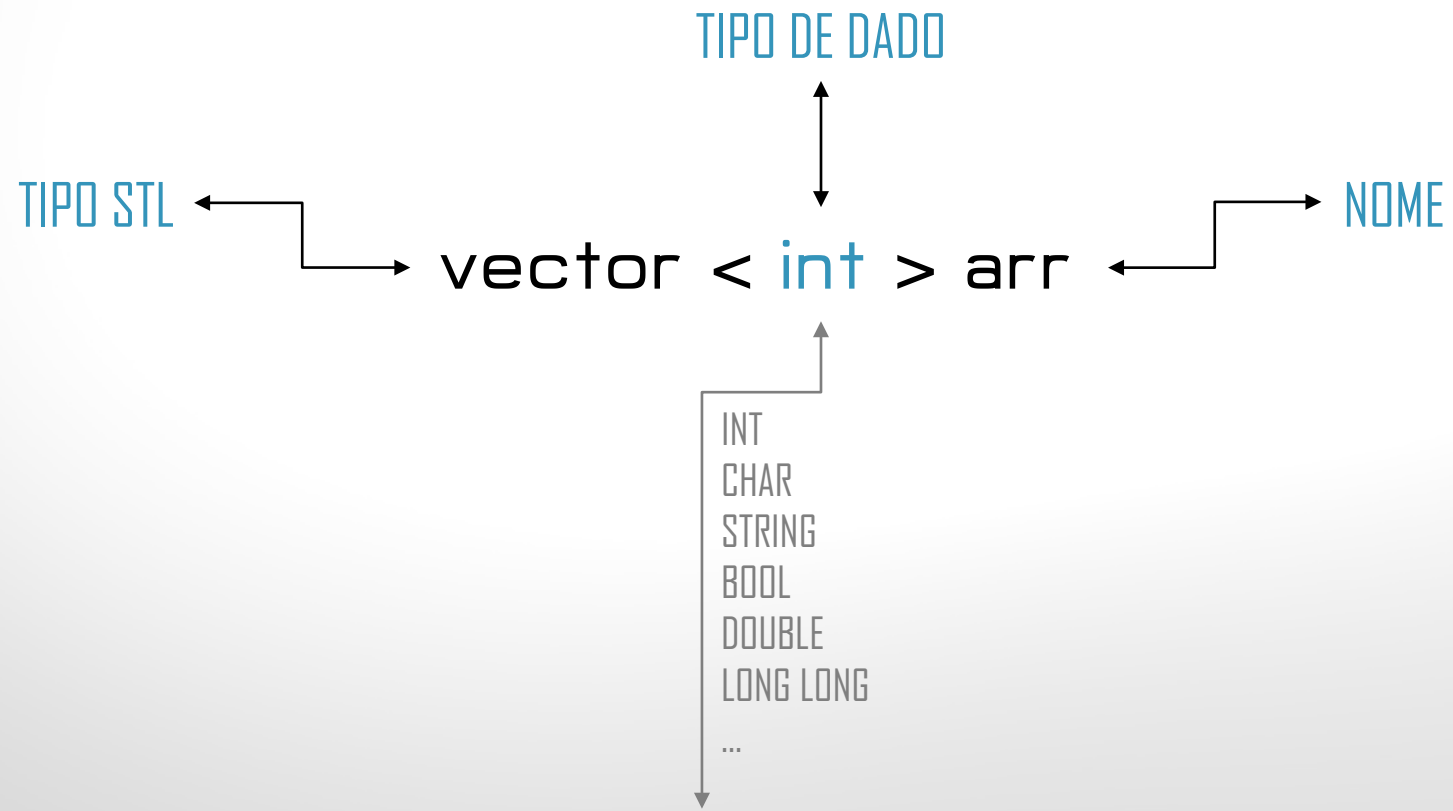 TIPO DE DADO
TIPO STL
NOME
vector < int > arr
INT
CHAR
STRING
BOOL
DOUBLE
LONG LONG
...